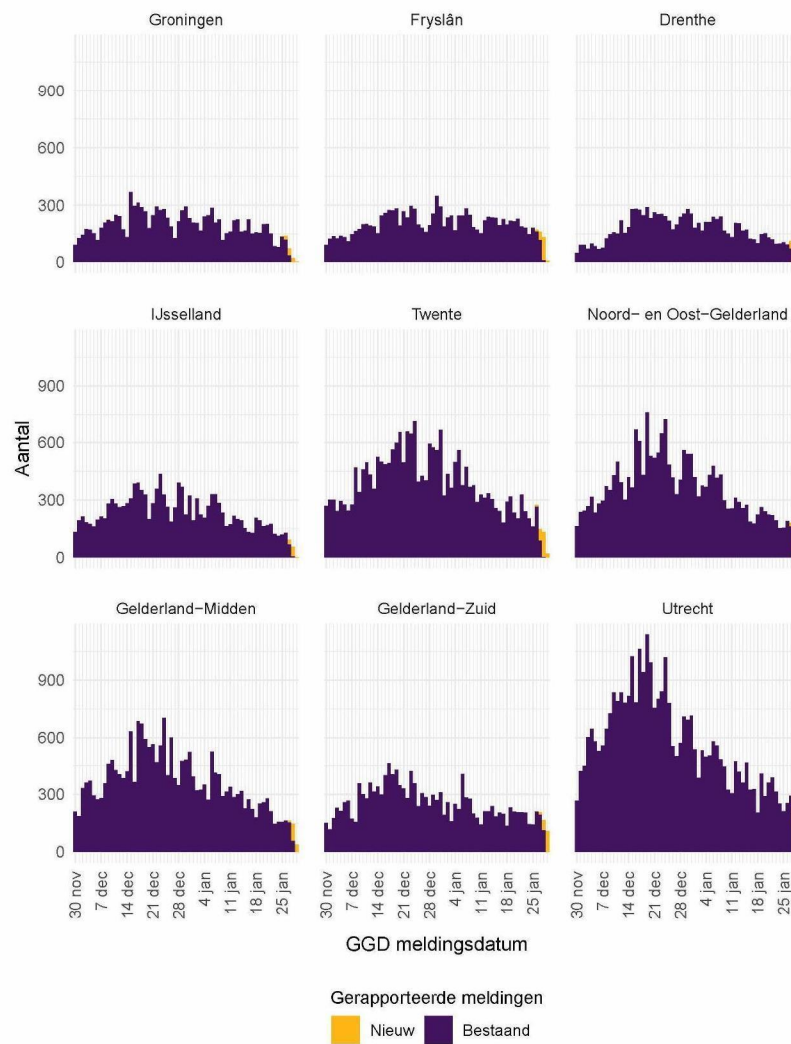 Groningen
Fryslân
Drenthe
900
600
300
0
IJsselland
Twente
Noord- en Oost-Gelderland
Aantal
900
600
300
0
Gelderland-Midden
Gelderland-Zuid
Utrecht
900
600
300
0
30 nov 7 dec 14 dec 21 dec 28 dec 4 jan 11 jan 18 jan 25 jan
30 nov 7 dec 14 dec 21 dec 28 dec 4 jan 11 jan 18 jan 25 jan
30 nov 7 dec 14 dec 21 dec 28 dec 4 jan 11 jan 18 jan 25 jan
GGD meldingsdatum
Gerapporteerde meldingen
Nieuw Bestaand